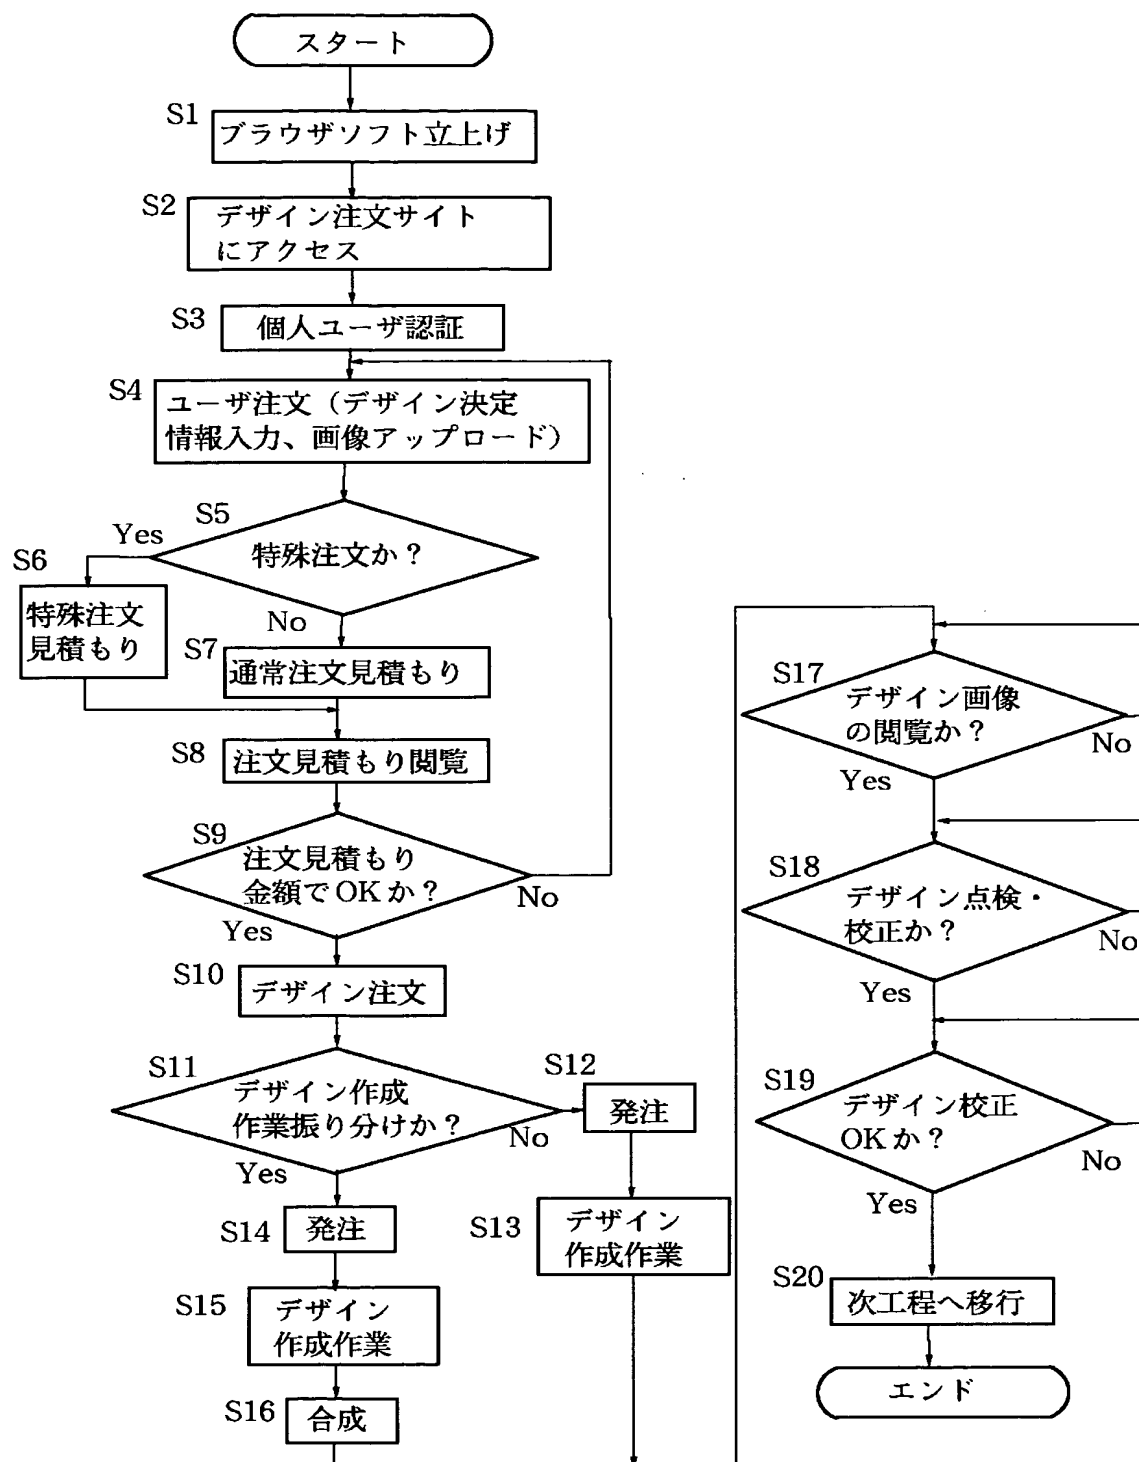 スタート
S1
ブラウザソフト立上げ
S2
デザイン注文サイト
にアクセス
S3
個人ユーザ認証
S4
ユーザ注文（デザイン決定
情報入力、画像アップロード）
S5
特殊注文か？
Yes
No
S6
特殊注文
見積もり
S7
通常注文見積もり
S8
注文見積もり閲覧
S9
注文見積もり
金額でOKか？
No
Yes
S10
デザイン注文
S11
デザイン作成
作業振り分けか？
No
Yes
S12
発注
S13
デザイン
作成作業
S14
発注
S15
デザイン
作成作業
S16
合成
S17
デザイン画像
の閲覧か？
No
Yes
S18
デザイン点検・
校正か？
No
Yes
S19
デザイン校正
OKか？
No
Yes
S20
次工程へ移行
エンド